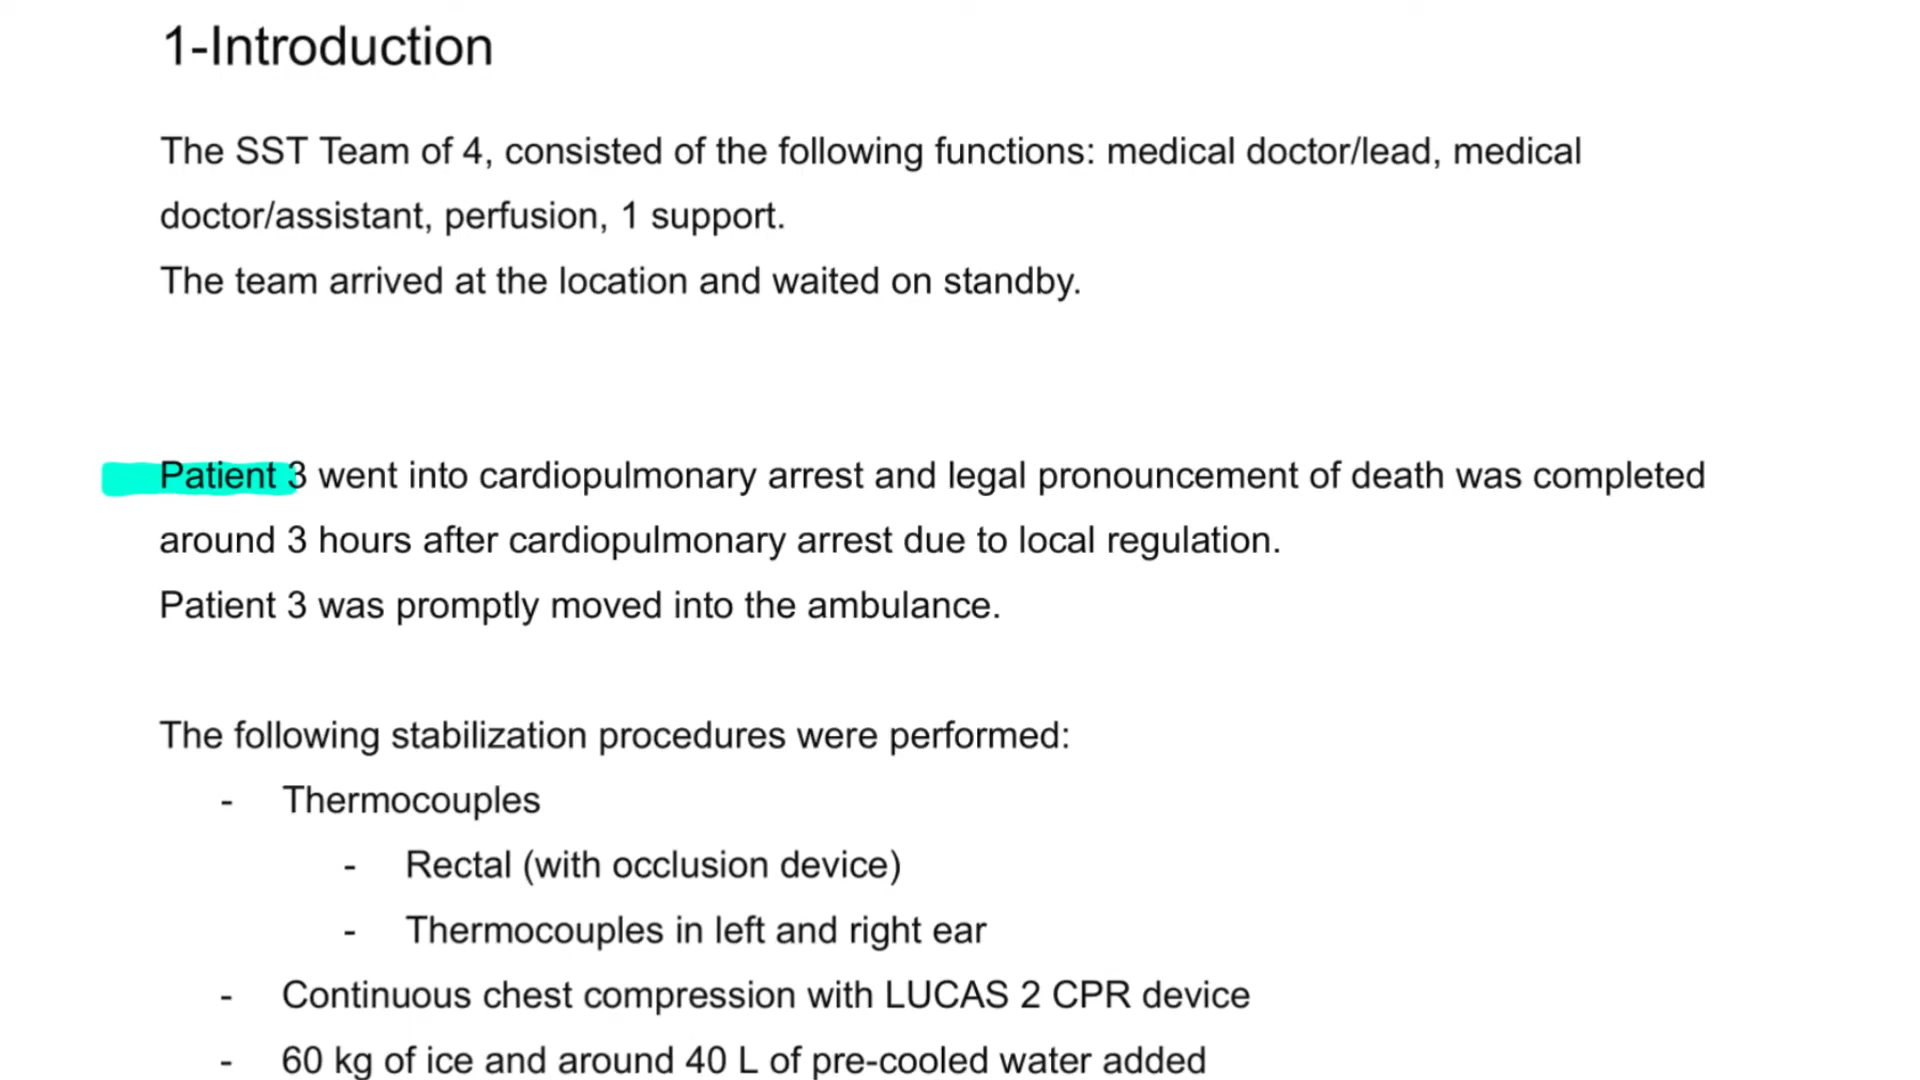 1-Introduction
The SST Team of 4, consisted of the following functions: medical doctor/lead, medical
doctor/assistant, perfusion, 1 support.
The team arrived at the location and waited on standby.
Patient 3 went into cardiopulmonary arrest and legal pronouncement of death was completed
around 3 hours after cardiopulmonary arrest due to local regulation.
Patient 3 was promptly moved into the ambulance.
The following stabilization procedures were performed:
- Thermocouples
- Rectal (with occlusion device)
- Thermocouples in left and right ear
- Continuous chest compression with LUCAS 2 CPR device
- 60 kg of ice and around 40 L of pre-cooled water added